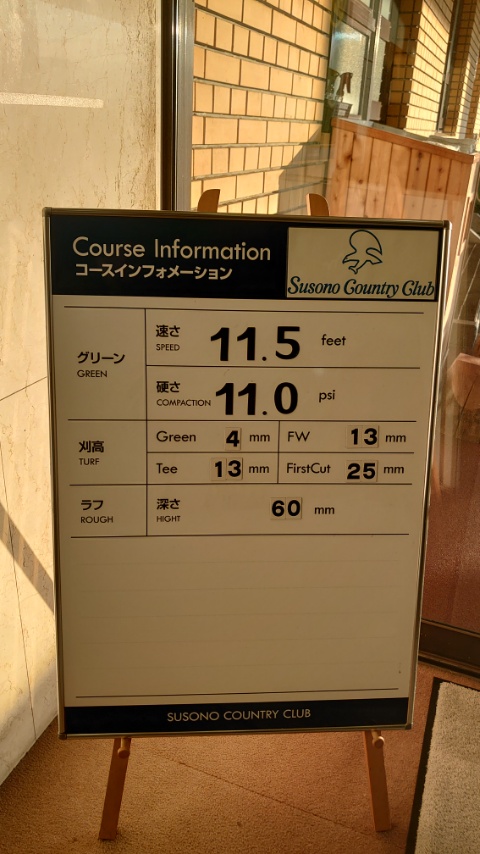 Course Information
コースインフォメーション
Susono Country Club
グリーン
GREEN
速さ
SPEED
11.5 feet
硬さ
COMPACTION
11.0 psi
刈高
TURF
Green 4 mm
FW 13 mm
Tee 13 mm
FirstCut 25 mm
ラフ
ROUGH
深さ
HIGHT
60 mm
SUSONO COUNTRY CLUB